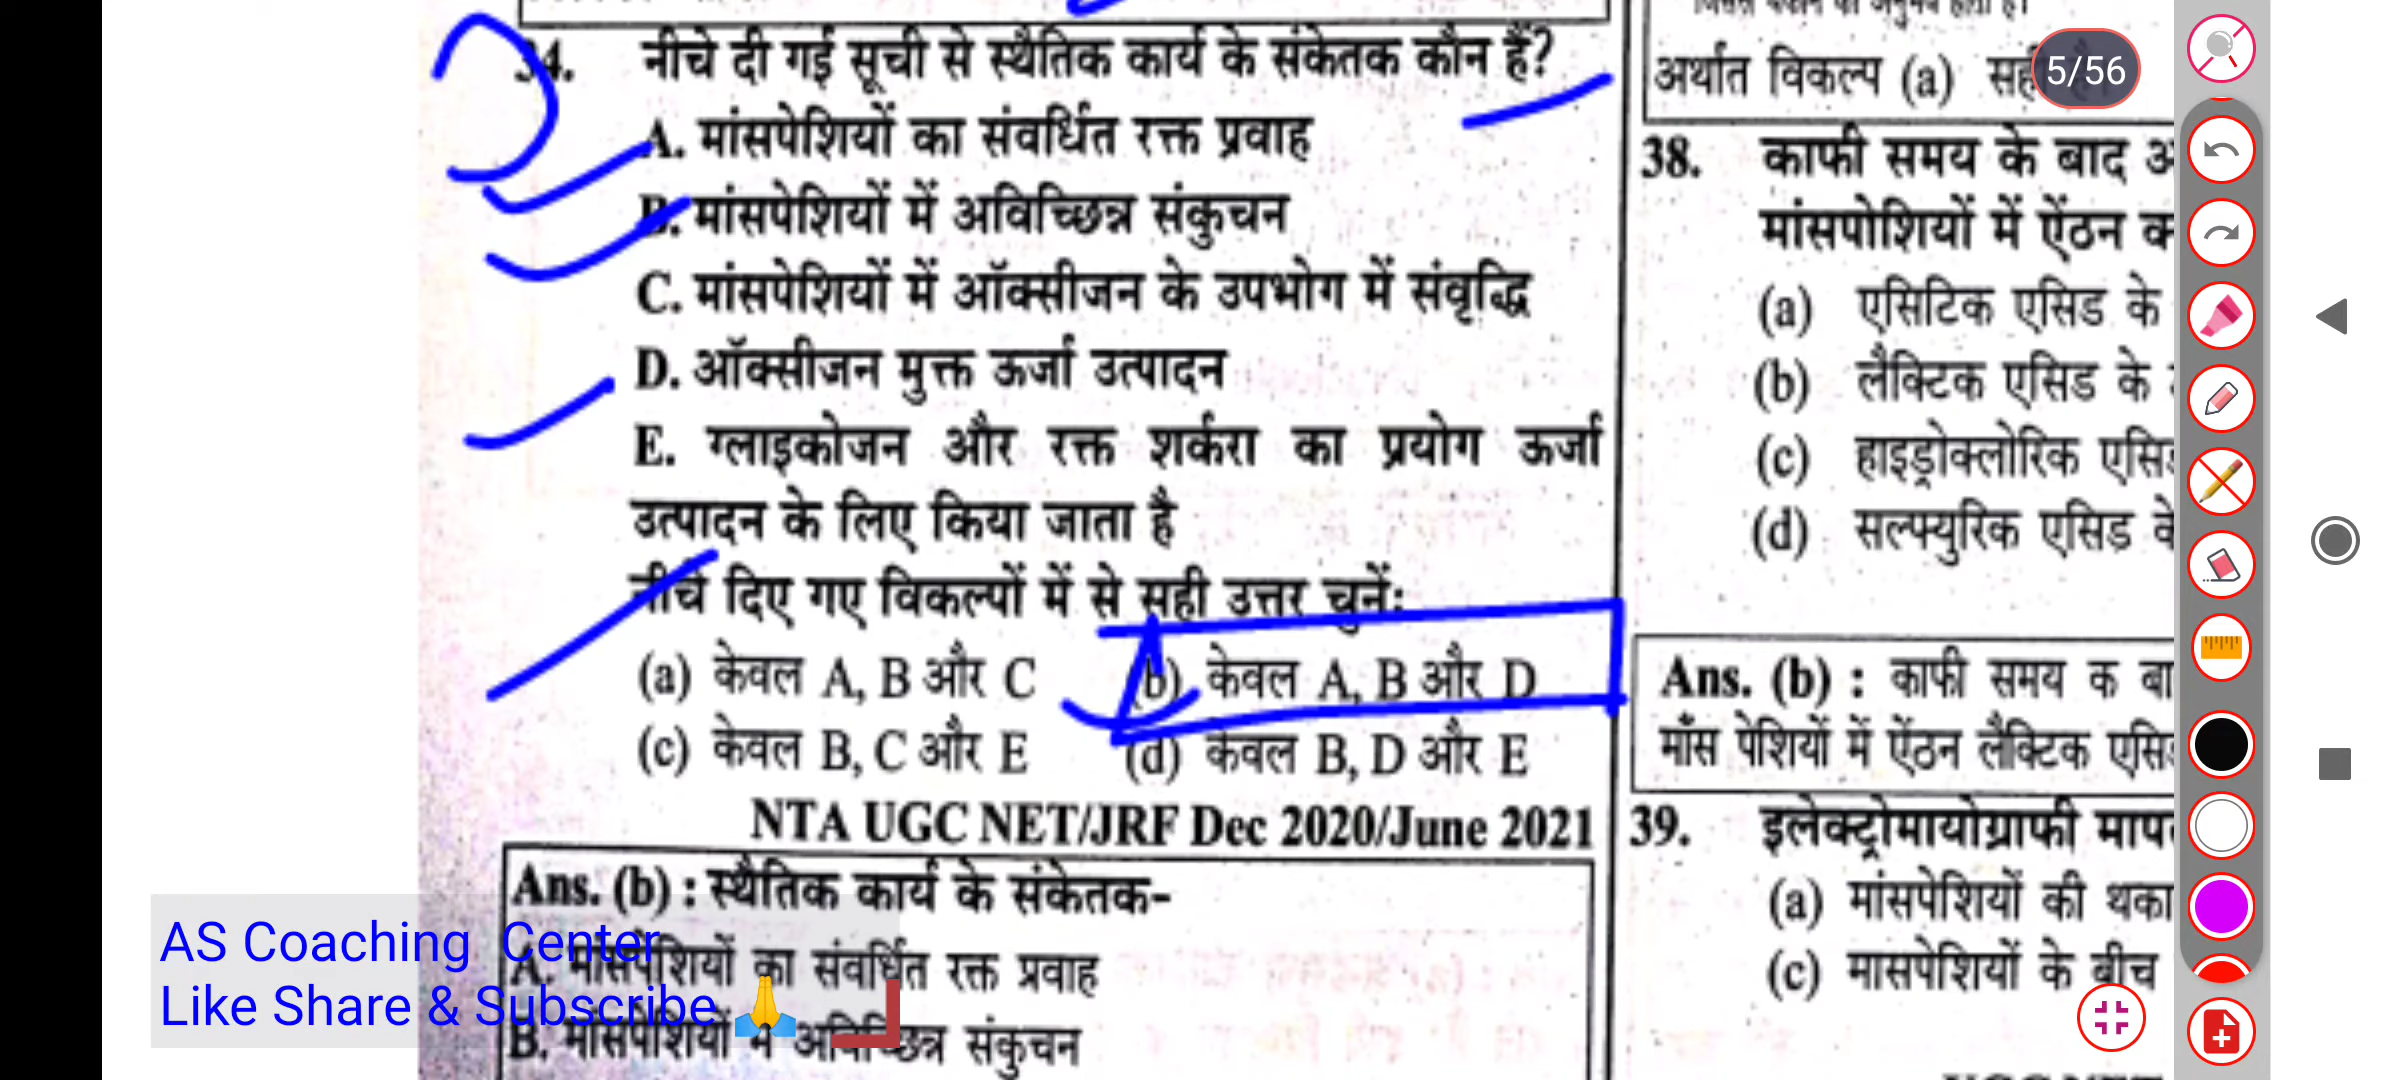 जिससे थकान का अनुभव होता है।
34. नीचे दी गई सूची से स्थैतिक कार्य के संकेतक कौन हैं?
A. मांसपेशियों का संवर्धित रक्त प्रवाह
B. मांसपेशियों में अविच्छिन्न संकुचन
C. मांसपेशियों में ऑक्सीजन के उपभोग में संवृद्धि
D. ऑक्सीजन मुक्त ऊर्जा उत्पादन
E. ग्लाइकोजन और रक्त शर्करा का प्रयोग ऊर्जा
उत्पादन के लिए किया जाता है
नीचे दिए गए विकल्पों में से सही उत्तर चुनें:
(a) केवल A, B और C (b) केवल A, B और D
(c) केवल B, C और E (d) केवल B, D और E
NTA UGC NET/JRF Dec 2020/June 2021
Ans. (b) : स्थैतिक कार्य के संकेतक-
A. मांसपेशियों का संवर्धित रक्त प्रवाह
B. मांसपेशियों में अविच्छिन्न संकुचन
AS Coaching Center
Like Share & Subscribe 🙏
अर्थात विकल्प (a)
5/56
38. काफी समय के बाद
मांसपोशियों में ऐंठन
(a) एसिटिक एसिड के
(b) लैक्टिक एसिड के
(c) हाइड्रोक्लोरिक
(d) सल्फ्युरिक एसिड
Ans. (b) : काफी समय क
माँस पेशियों में ऐंठन लैक्टिक
39. इलेक्ट्रोमायोग्राफी
(a) मांसपेशियों की
(c) मासपेशियों के बीच